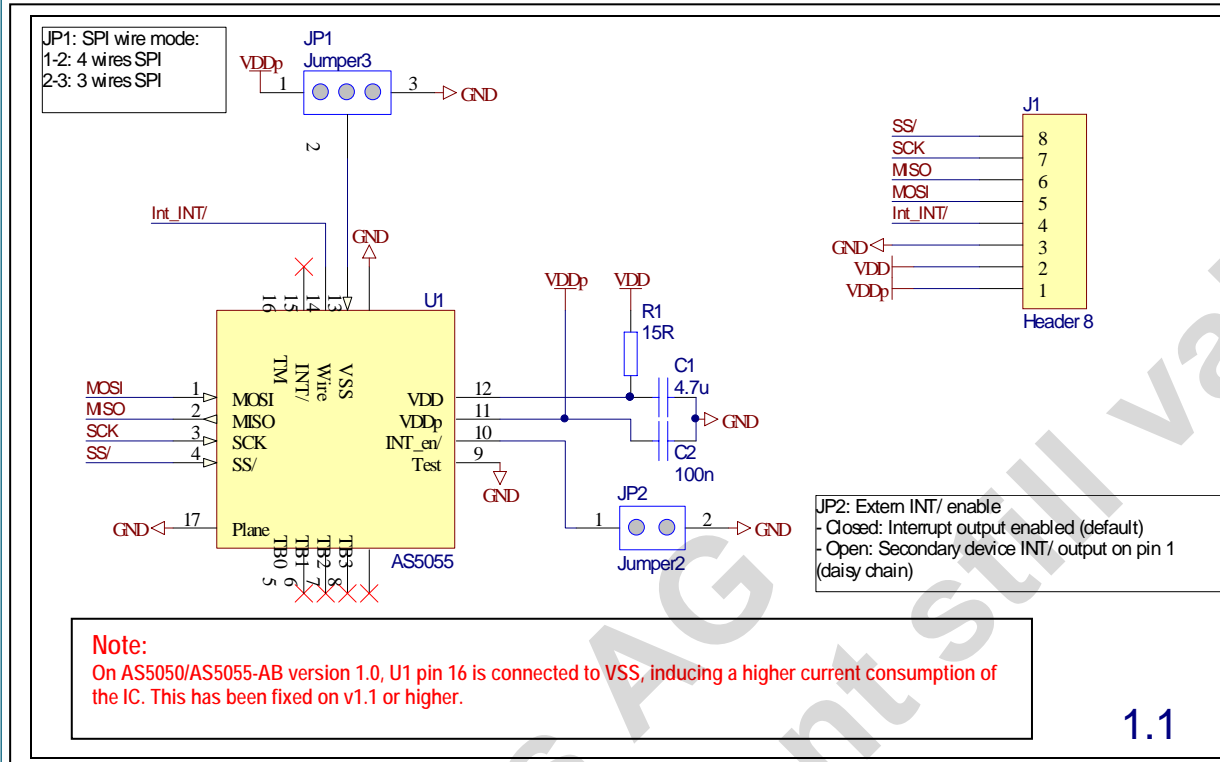 JP1: SPI wire mode:
1-2: 4 wires SPI
2-3: 3 wires SPI
JP1
Jumper3
VDDp
1
3
GND
2
Int_INT/
GND
16
15
14
13
U1
TM
INT/
Wire
VSS
MOSI
1
MOSI
MISO
2
MISO
SCK
3
SCK
SS/
4
SS/
GND
17
Plane
VDD
12
VDDp
11
INT_en/
10
Test
9
GND
TB0
TB1
TB2
TB3
5
6
7
8
AS5055
VDDp
VDD
R1
15R
C1
4.7u
GND
C2
100n
JP2
1
2
GND
Jumper2
J1
SS/
8
SCK
7
MISO
6
MOSI
5
Int_INT/
4
GND
3
VDD
2
VDDp
1
Header 8
JP2: Extern INT/ enable
- Closed: Interrupt output enabled (default)
- Open: Secondary device INT/ output on pin 1
(daisy chain)
Note:
On AS5050/AS5055-AB version 1.0, U1 pin 16 is connected to VSS, inducing a higher current consumption of
the IC. This has been fixed on v1.1 or higher.
1.1
AG
still